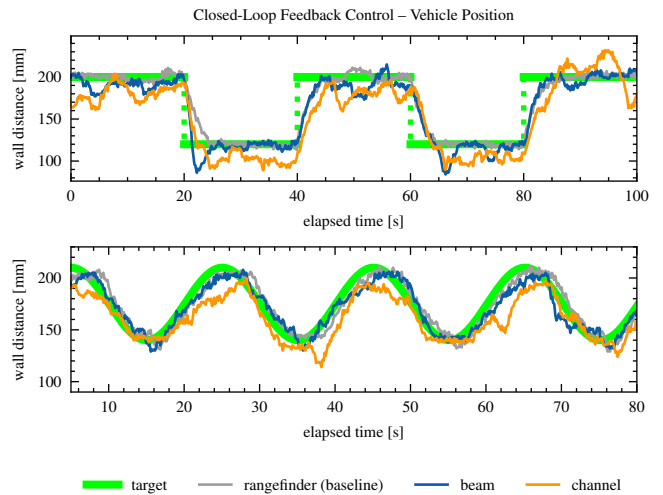 Closed-Loop Feedback Control – Vehicle Position
wall distance [mm]
200
150
100
0 20 40 60 80 100
elapsed time [s]
wall distance [mm]
200
150
100
10 20 30 40 50 60 70 80
elapsed time [s]
target rangefinder (baseline) beam channel